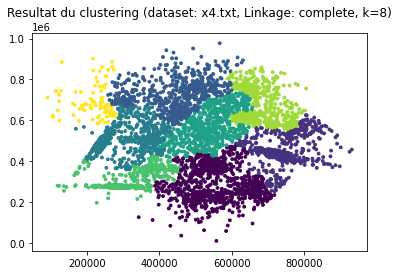 Resultat du clustering (dataset: x4.txt, Linkage: complete, k=8)
1e6
1.0
0.8
0.6
0.4
0.2
0.0
200000 400000 600000 800000